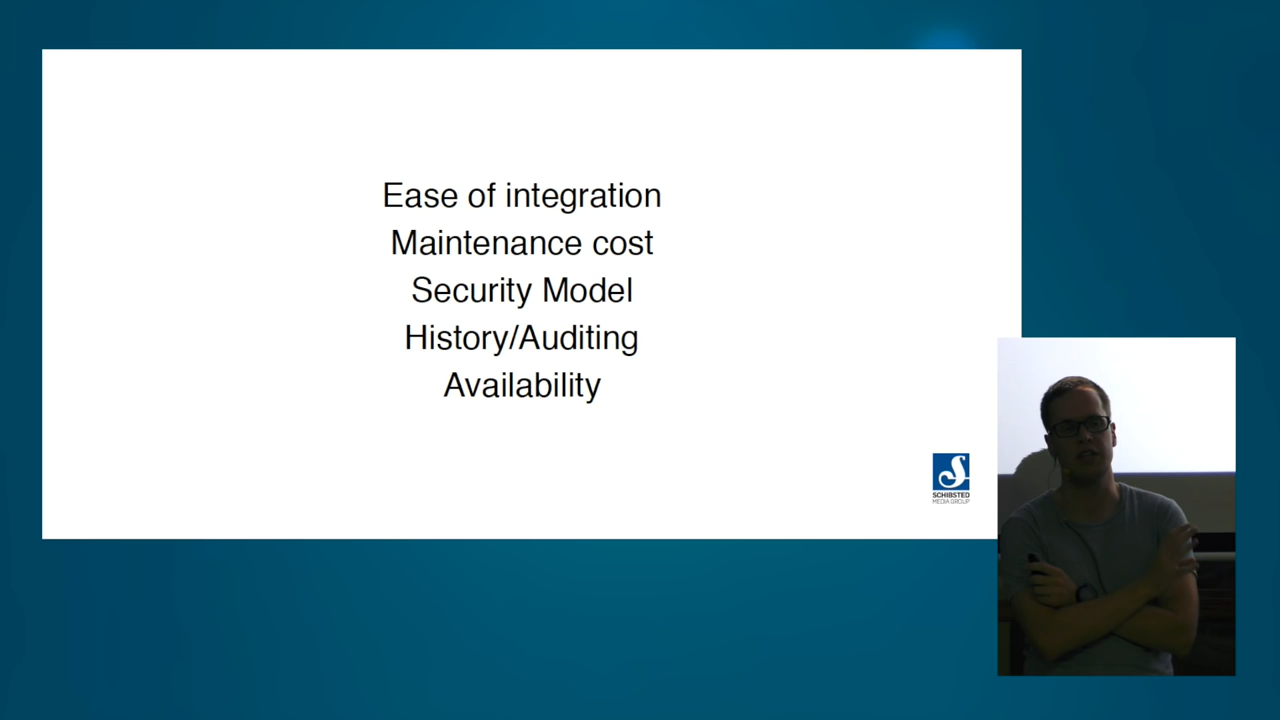 Ease of integration
Maintenance cost
Security Model
History/Auditing
Availability
SCHIBSTED
MEDIA GROUP